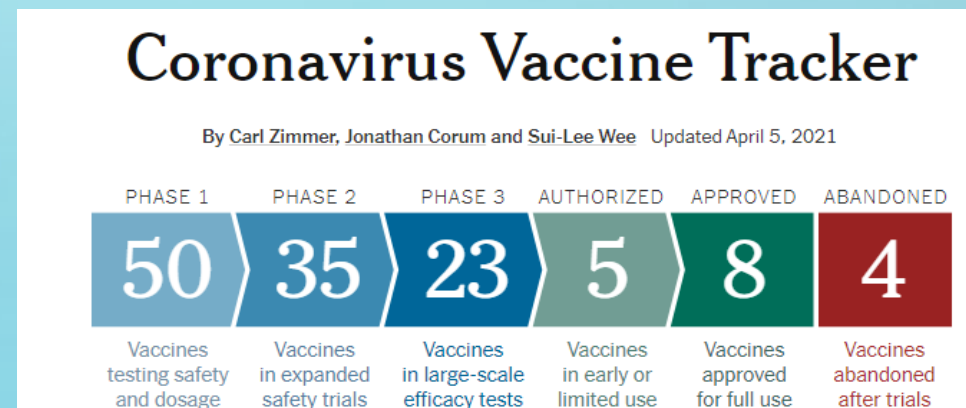 Coronavirus Vaccine Tracker
By Carl Zimmer, Jonathan Corum and Sui-Lee Wee Updated April 5, 2021
PHASE 1 PHASE 2 PHASE 3 AUTHORIZED APPROVED ABANDONED
50 35 23 5 8 4
Vaccines Vaccines Vaccines Vaccines Vaccines Vaccines
testing safety in expanded in large-scale in early or approved abandoned
and dosage safety trials efficacy tests limited use for full use after trials